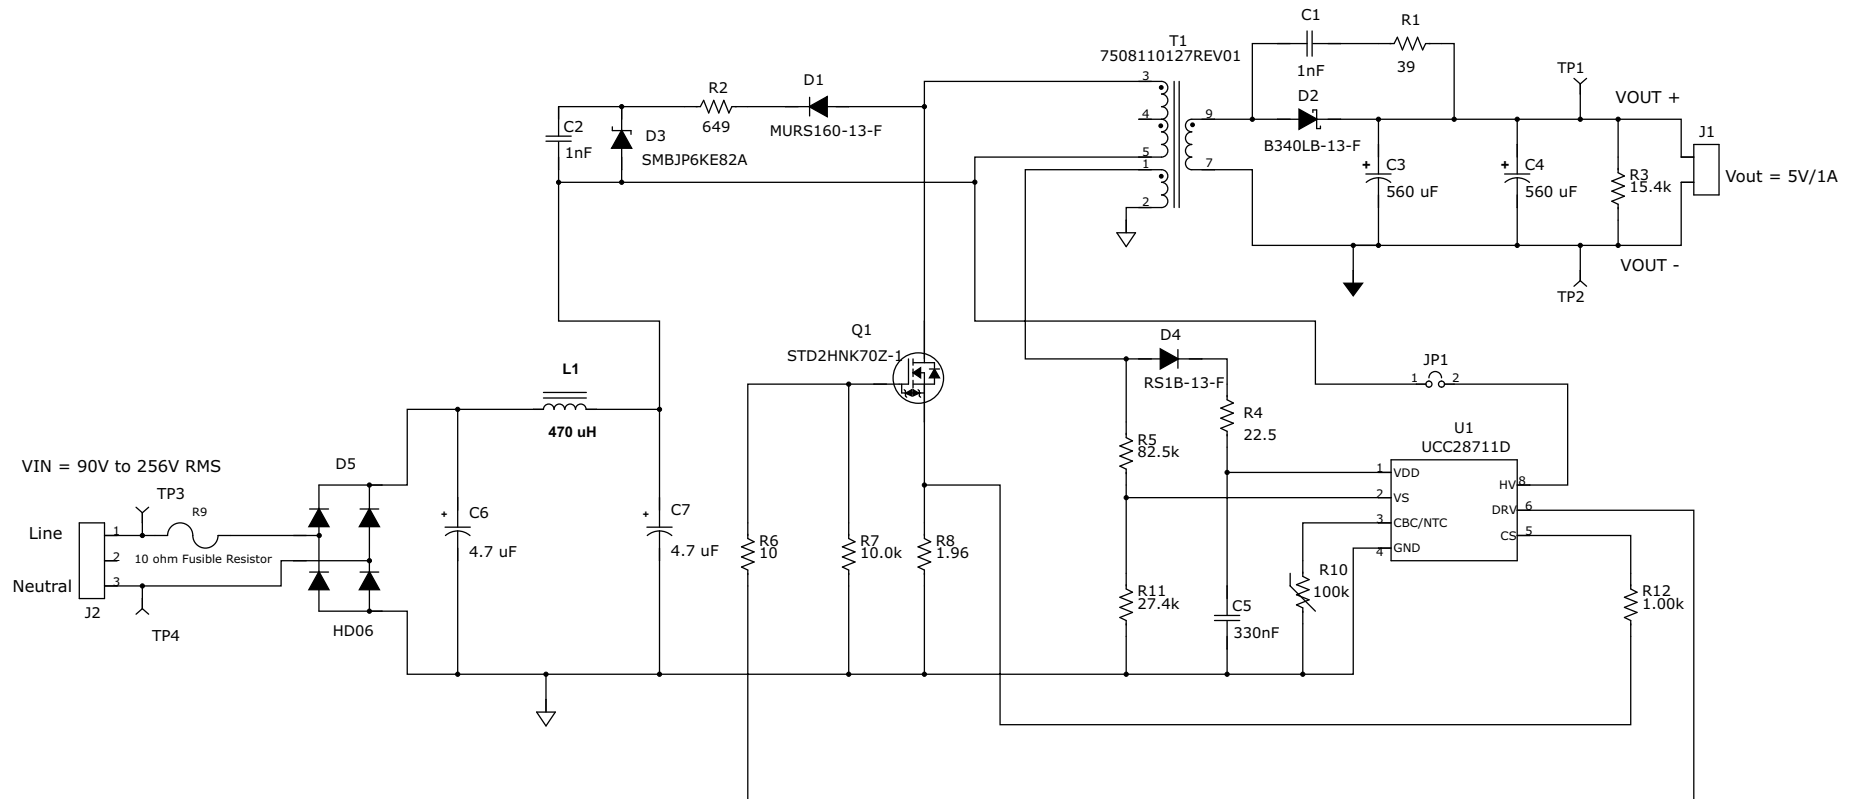 C1
R1
1nF
39
T1
7508110127REV01
TP1
VOUT +
D2
B340LB-13-F
3
4
5
1
2
9
7
+
C3
560 uF
+
C4
560 uF
R3
15.4k
J1
Vout = 5V/1A
VOUT -
TP2
R2
649
D1
MURS160-13-F
C2
1nF
D3
SMBJP6KE82A
Q1
STD2HNK70Z-1
D4
RS1B-13-F
JP1
1
2
L1
470 uH
R4
22.5
R5
82.5k
U1
UCC28711D
1
VDD
2
VS
3
CBC/NTC
4
GND
HV
8
DRV
6
CS
5
VIN = 90V to 256V RMS
D5
TP3
R9
Line
1
2
10 ohm Fusible Resistor
Neutral
3
J2
TP4
HD06
+
C6
4.7 uF
+
C7
4.7 uF
R6
10
R7
10.0k
R8
1.96
R11
27.4k
C5
330nF
R10
100k
R12
1.00k